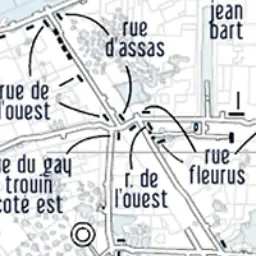 rue
d'assas
jean
bart
rue de
l'ouest
rue du gay
trouin
cote est
r. de
l'ouest
rue
fleurus